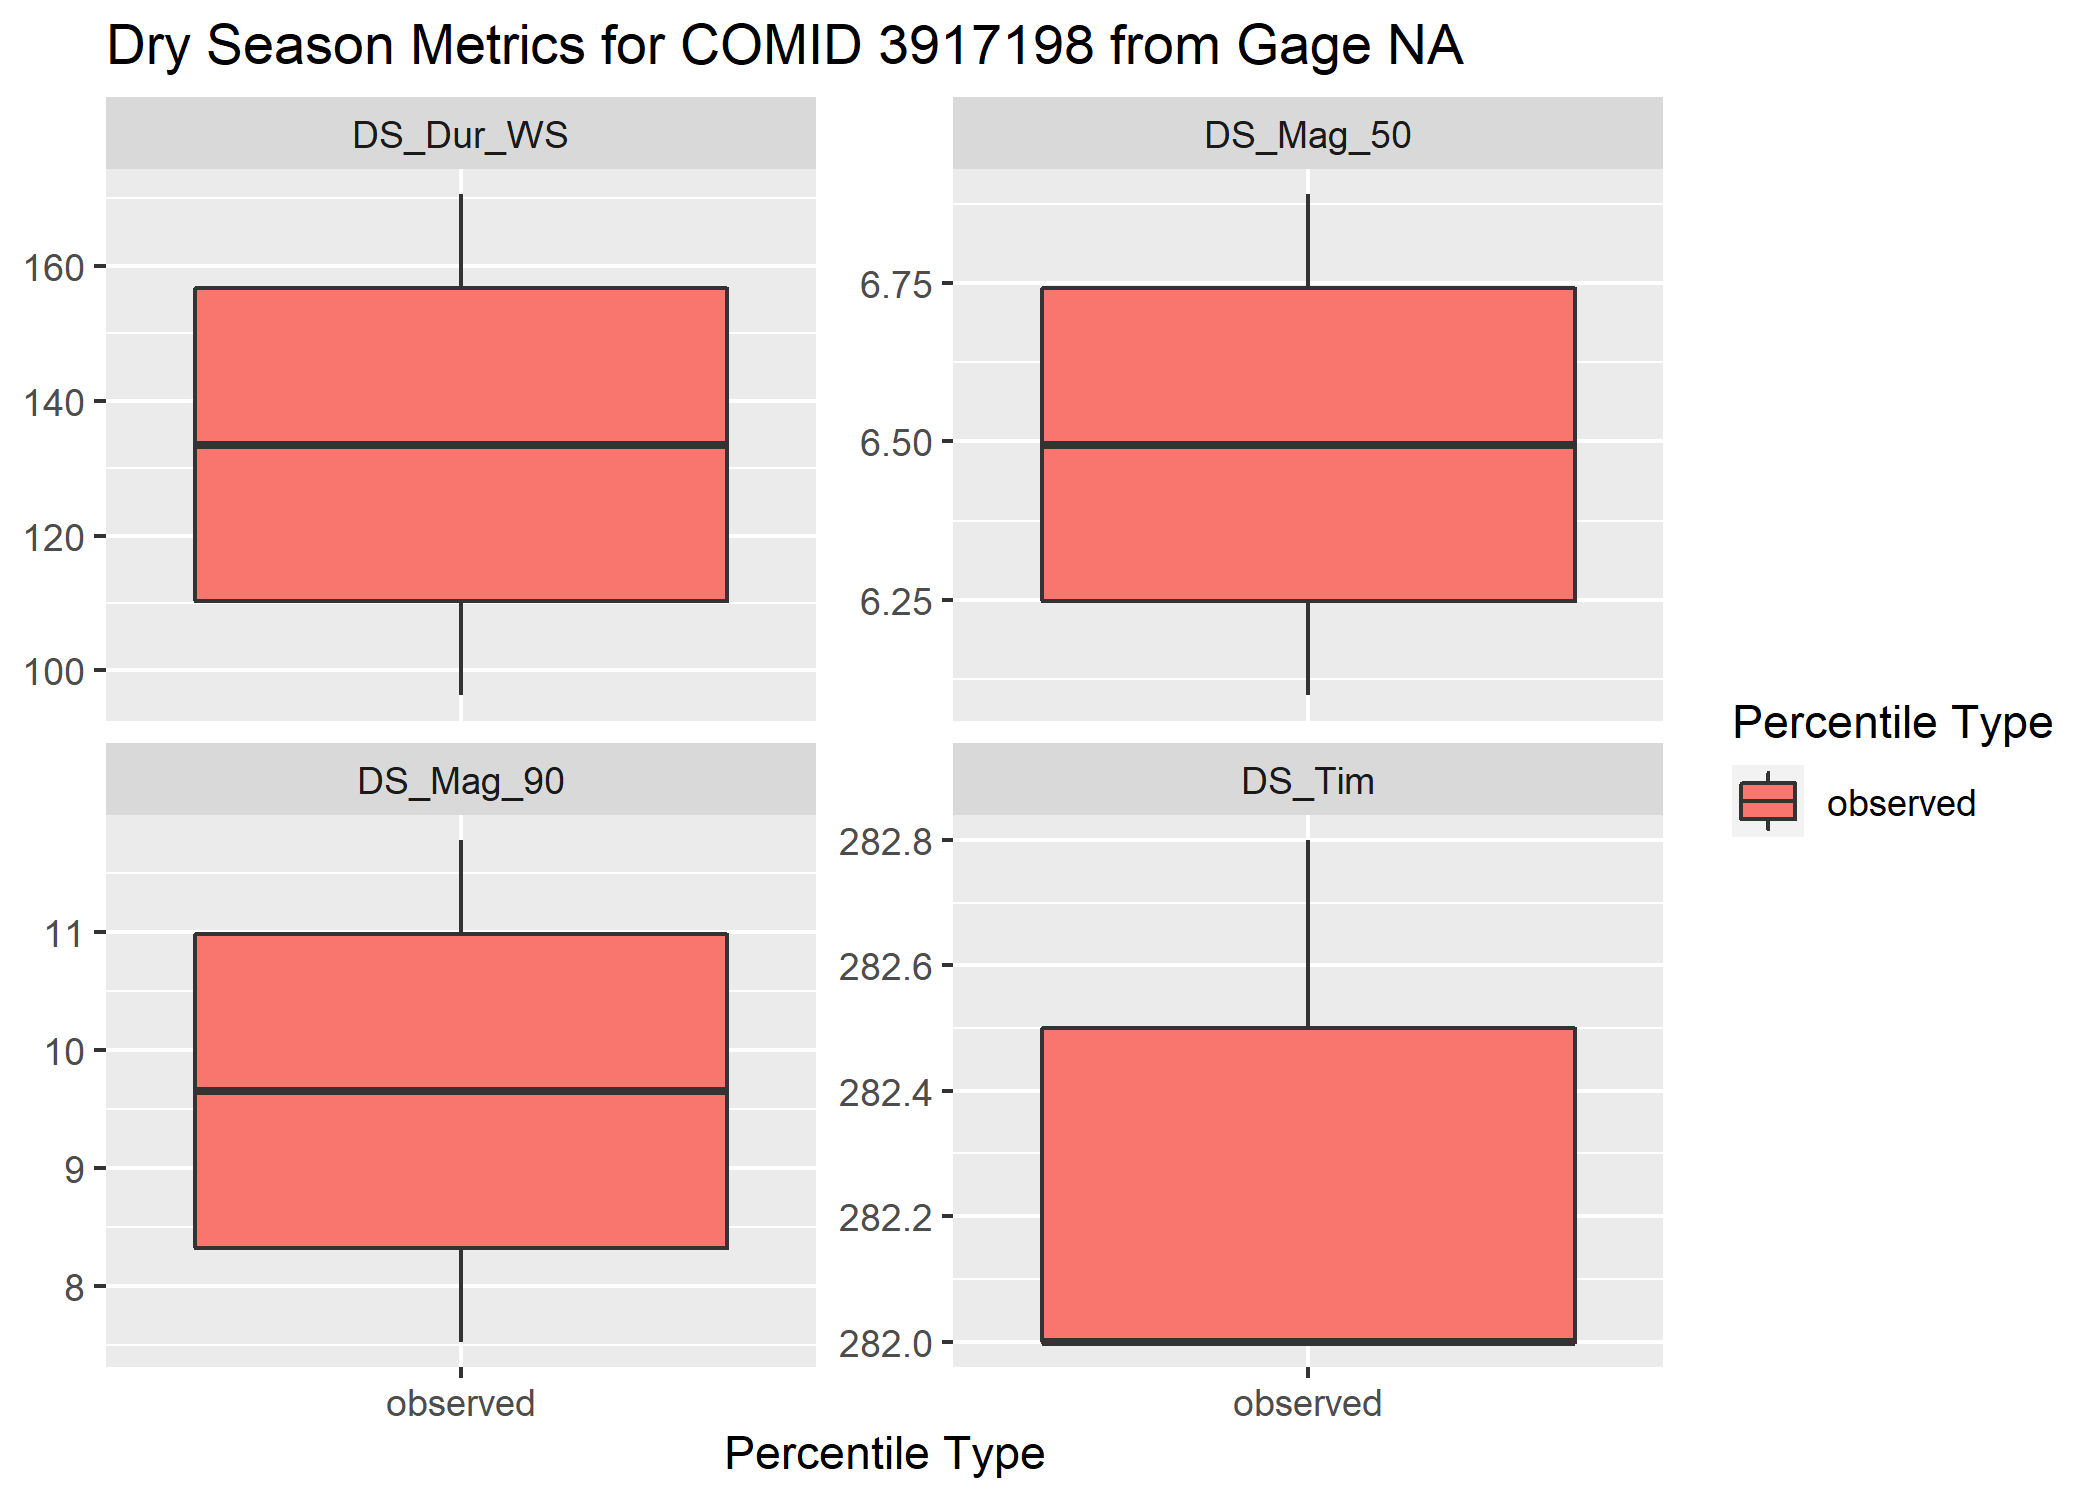 Dry Season Metrics for COMID 3917198 from Gage NA
DS_Dur_WS
160
140
120
100
DS_Mag_50
6.75
6.50
6.25
DS_Mag_90
11
10
9
8
observed
DS_Tim
282.8
282.6
282.4
282.2
282.0
observed
Percentile Type
Percentile Type
observed